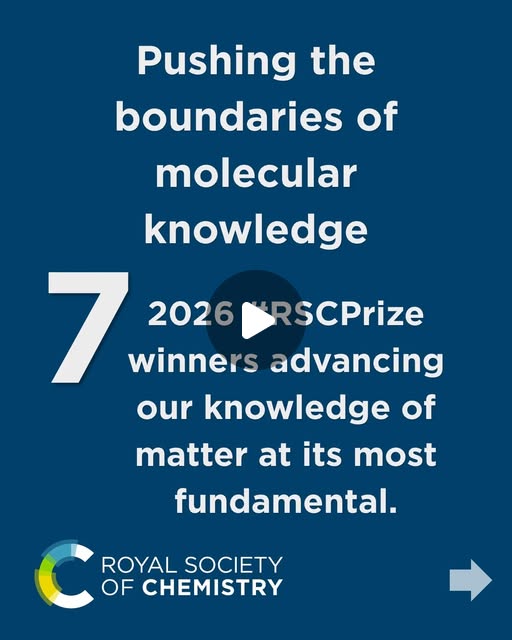 Pushing the
boundaries of
molecular
knowledge
7
2026 #RSCPrize
winners advancing
our knowledge of
matter at its most
fundamental.
ROYAL SOCIETY
OF CHEMISTRY